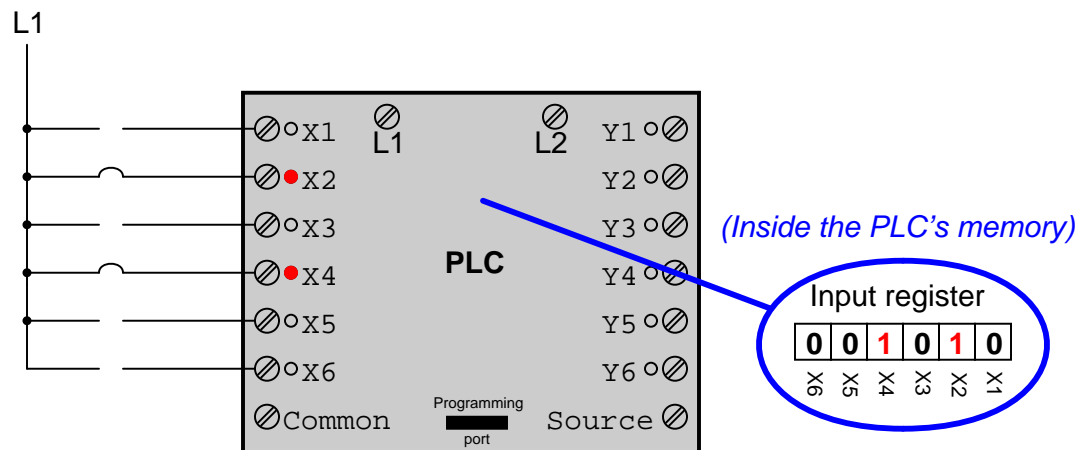 L1
X1 L1 L2 Y1
X2 Y2
X3 Y3
(Inside the PLC's memory)
PLC
X4 Y4
Input register
X5 Y5
0 0 1 0 1 0
X6 X5 X4 X3 X2 X1
X6 Y6
Programming
port
Common Source